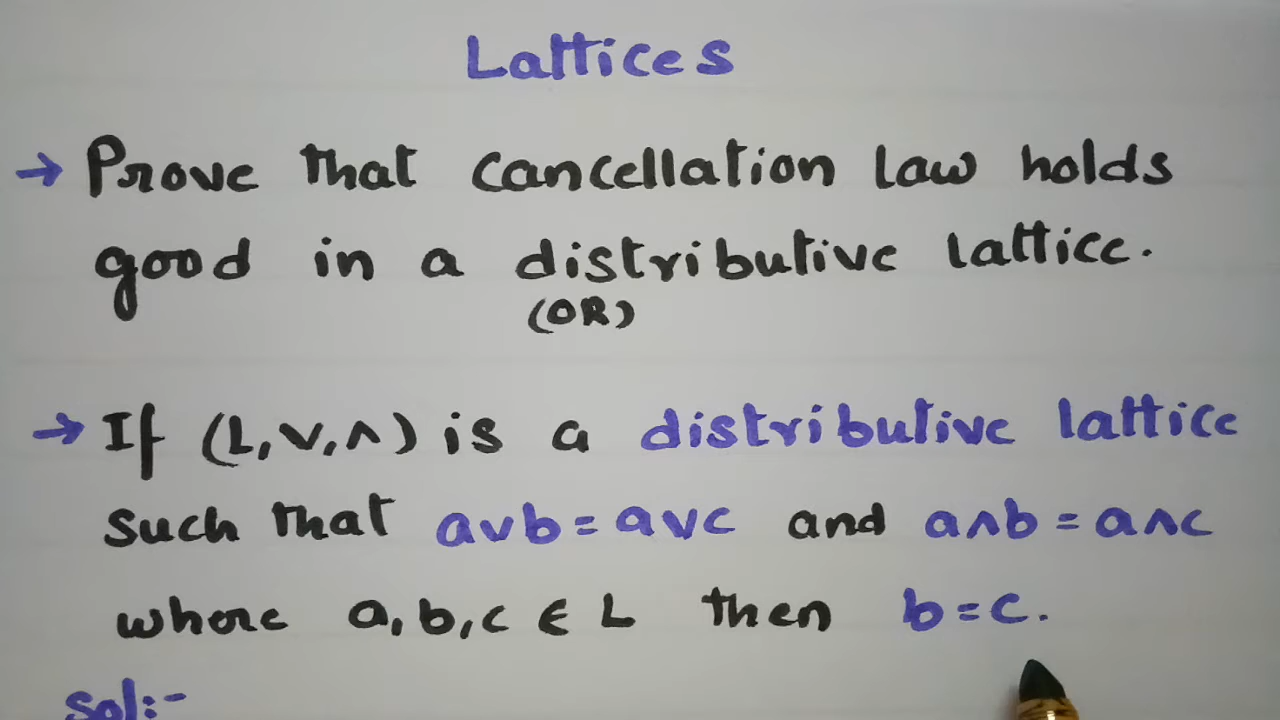 Lattices
→ Prove that cancellation law holds
good in a distributive lattice.
(OR)
→ If (L,∨,∧) is a distributive lattice
such that a∨b=a∨c and a∧b=a∧c
where a,b,c ∈ L then b=c.
Sol:-